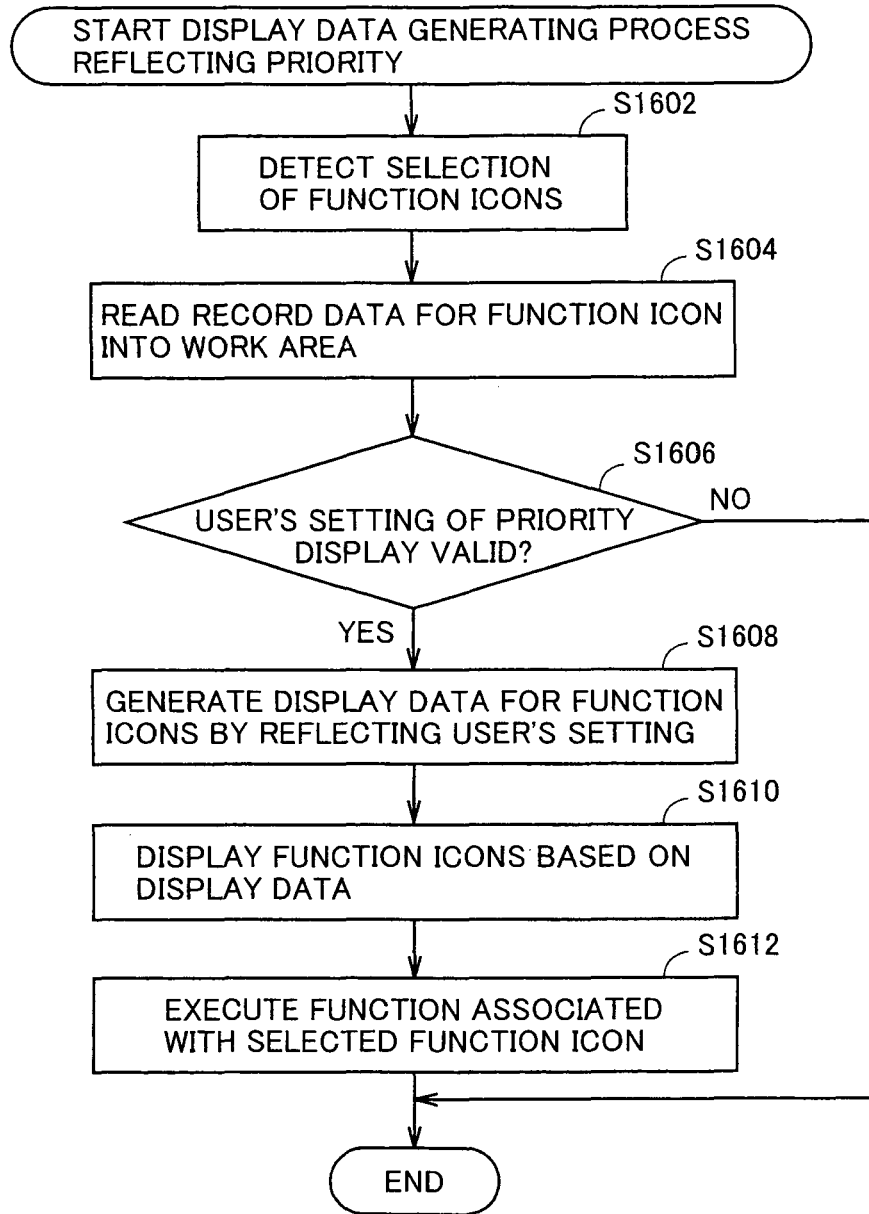 START DISPLAY DATA GENERATING PROCESS
REFLECTING PRIORITY
S1602
DETECT SELECTION
OF FUNCTION ICONS
S1604
READ RECORD DATA FOR FUNCTION ICON
INTO WORK AREA
S1606
NO
USER'S SETTING OF PRIORITY
DISPLAY VALID?
YES
S1608
GENERATE DISPLAY DATA FOR FUNCTION
ICONS BY REFLECTING USER'S SETTING
S1610
DISPLAY FUNCTION ICONS BASED ON
DISPLAY DATA
S1612
EXECUTE FUNCTION ASSOCIATED
WITH SELECTED FUNCTION ICON
END